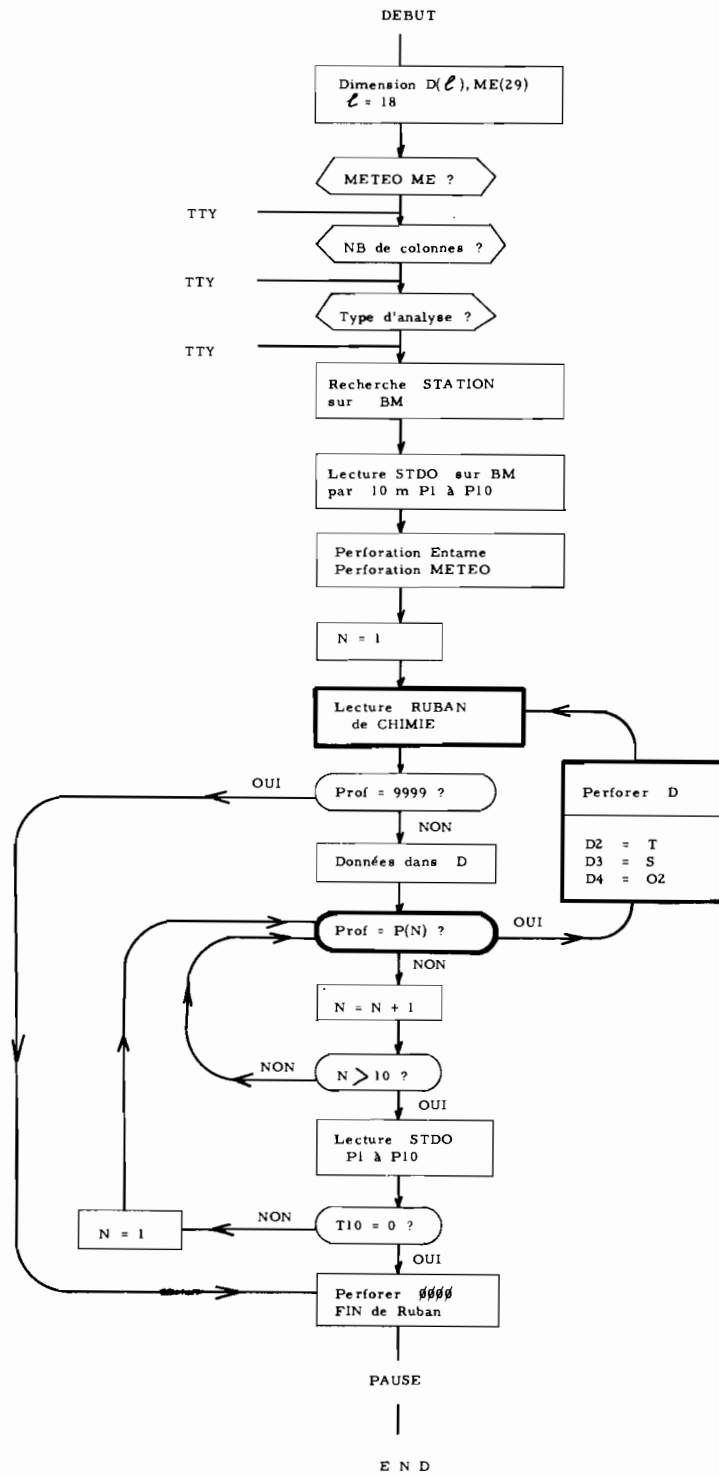 DEBUT
Dimension D(ℓ), ME(29)
ℓ = 18
METEO ME ?
TTY
NB de colonnes ?
TTY
Type d'analyse ?
TTY
Recherche STATION
sur BM
Lecture STDO sur BM
par 10 m P1 à P10
Perforation Entame
Perforation METEO
N = 1
Lecture RUBAN
de CHIMIE
OUI
Prof = 9999 ?
NON
Perforer D
D2 = T
D3 = S
D4 = O2
Données dans D
Prof = P(N) ?
OUI
NON
N = N + 1
NON
N > 10 ?
OUI
Lecture STDO
P1 à P10
N = 1
NON
T10 = 0 ?
OUI
Perforer ØØØØ
FIN de Ruban
PAUSE
E N D